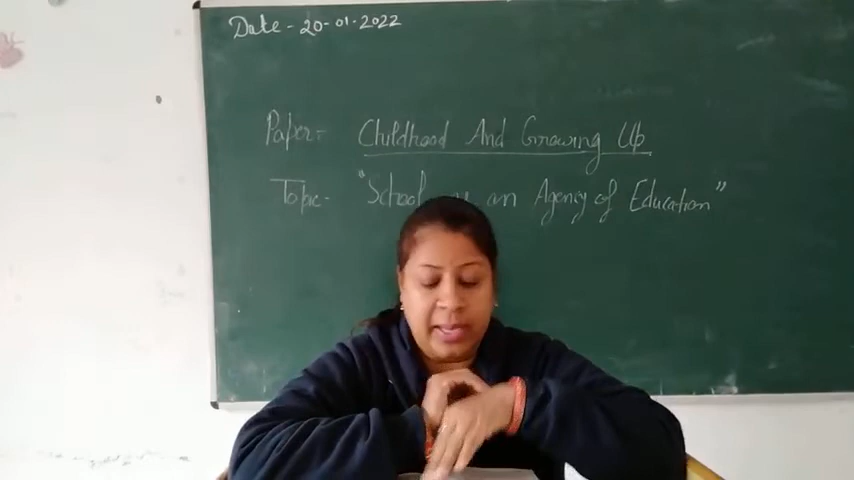 Date - 20-01-2022
Paper - Childhood And Growing Up
Topic - "School an Agency of Education"